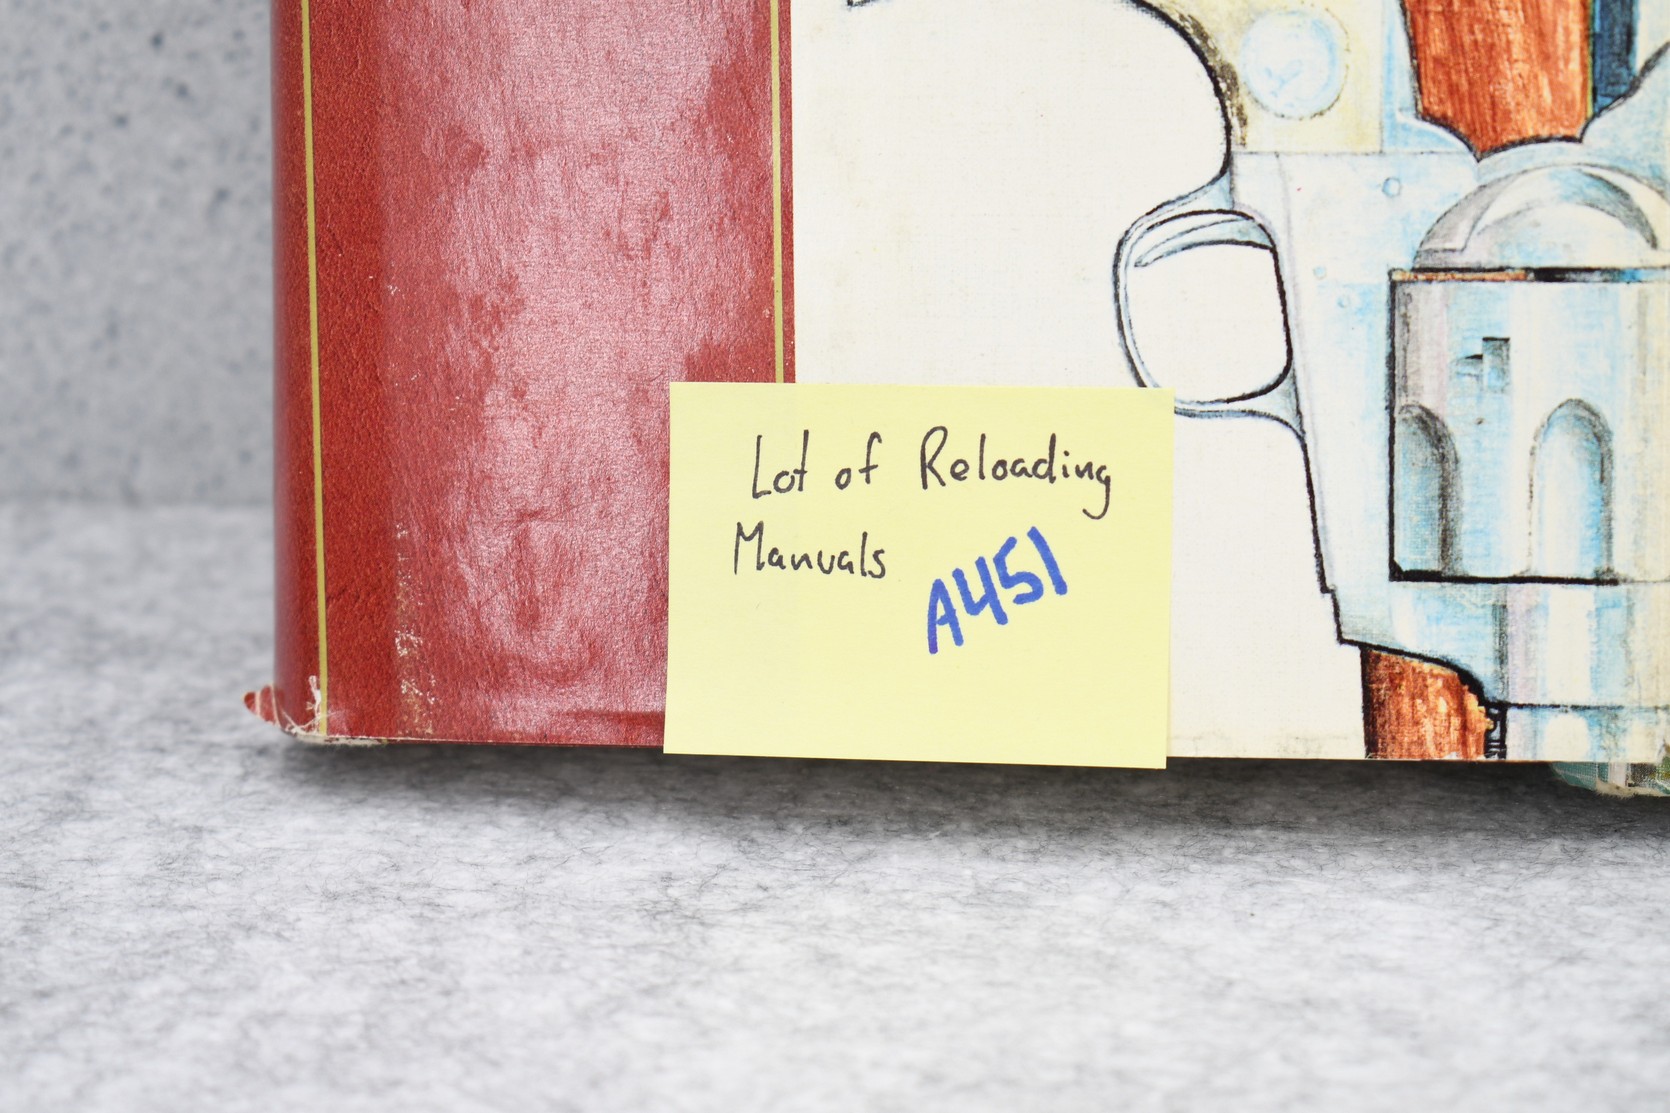 Lot of Reloading
Manuals
A451